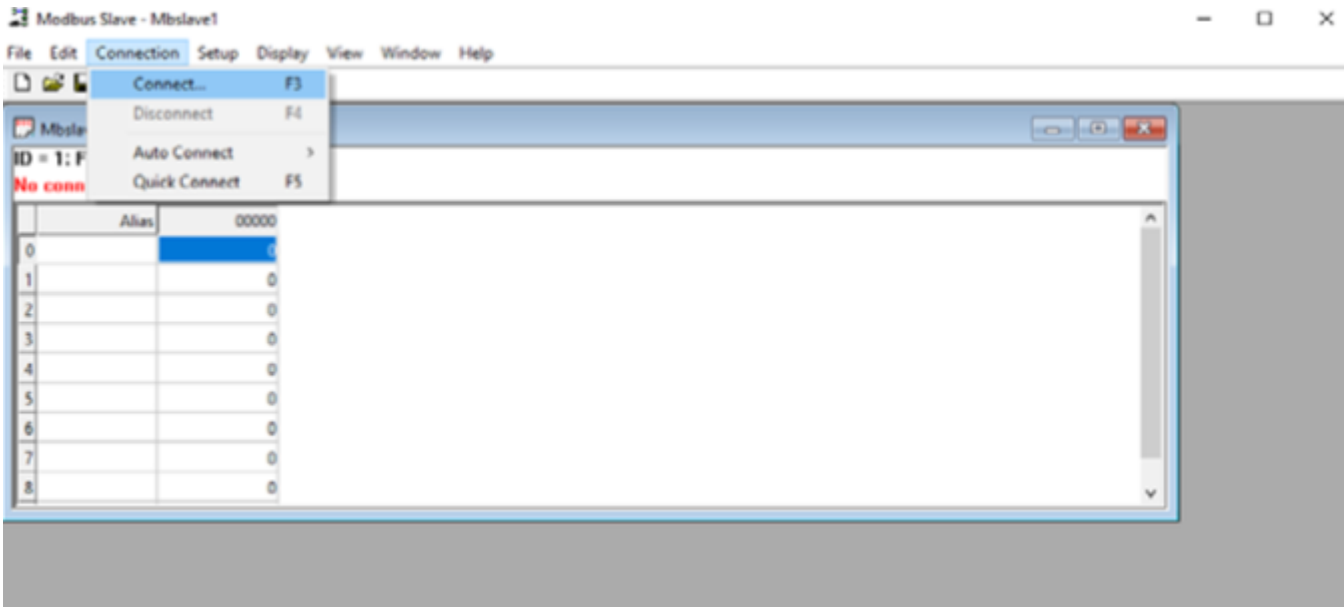 Modbus Slave - Mbslave1
File Edit Connection Setup Display View Window Help
Connect... F3
Disconnect F4
Auto Connect >
Quick Connect F5
Mbslav
ID = 1: F
No conn
Alias 00000
0 0
1 0
2 0
3 0
4 0
5 0
6 0
7 0
8 0